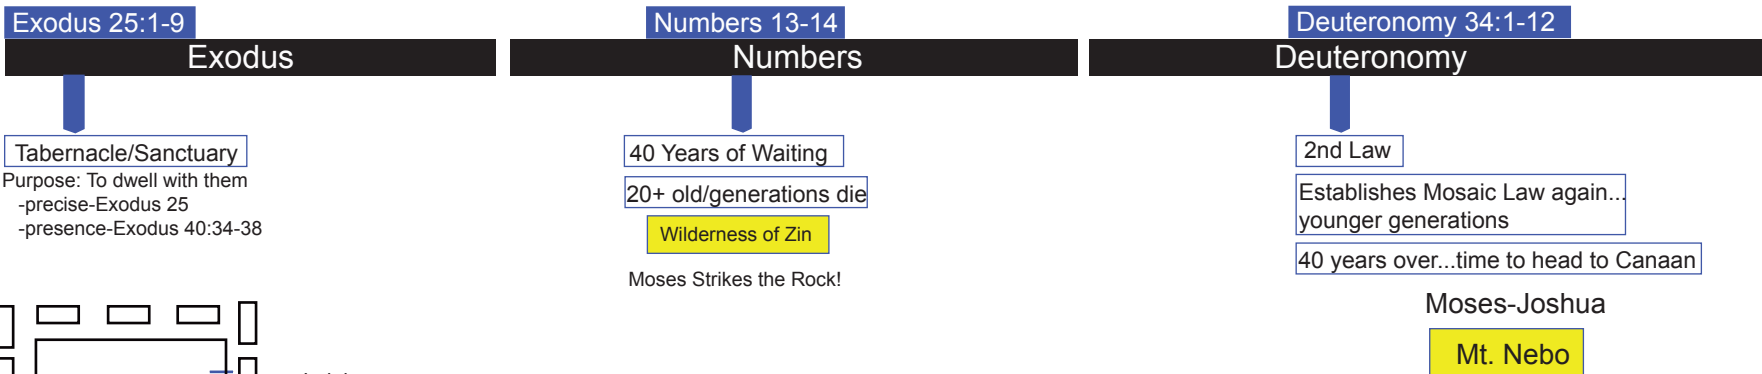 Exodus 25:1-9
Exodus
Tabernacle/Sanctuary
Purpose: To dwell with them
-precise-Exodus 25
-presence-Exodus 40:34-38
Numbers 13-14
Numbers
40 Years of Waiting
20+ old/generations die
Wilderness of Zin
Moses Strikes the Rock!
Deuteronomy 34:1-12
Deuteronomy
2nd Law
Establishes Mosaic Law again...
younger generations
40 years over...time to head to Canaan
Moses-Joshua
Mt. Nebo